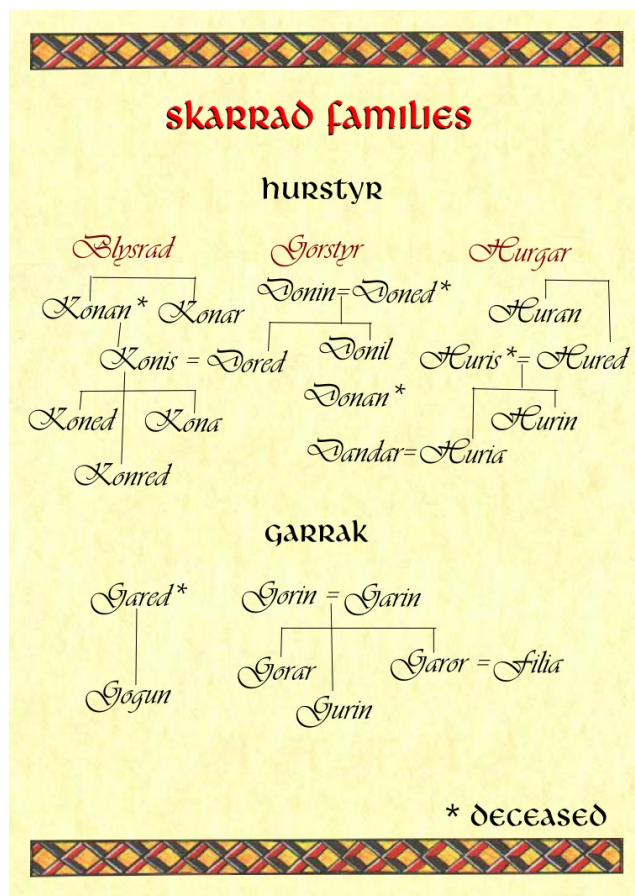 SKARRAD FAMILIES
HURSTYR
Blysrad Gorstyr Hurgar
Donin=Doned*
Konan* Konar Huran
Konis = Dored Donil Huris*= Hured
Donan*
Koned Kona Hurin
Dandar=Huria
Konred
GARRAK
Gared* Gorin = Garin
Gorar Garor = Filia
Gogun Gurin
* DECEASED